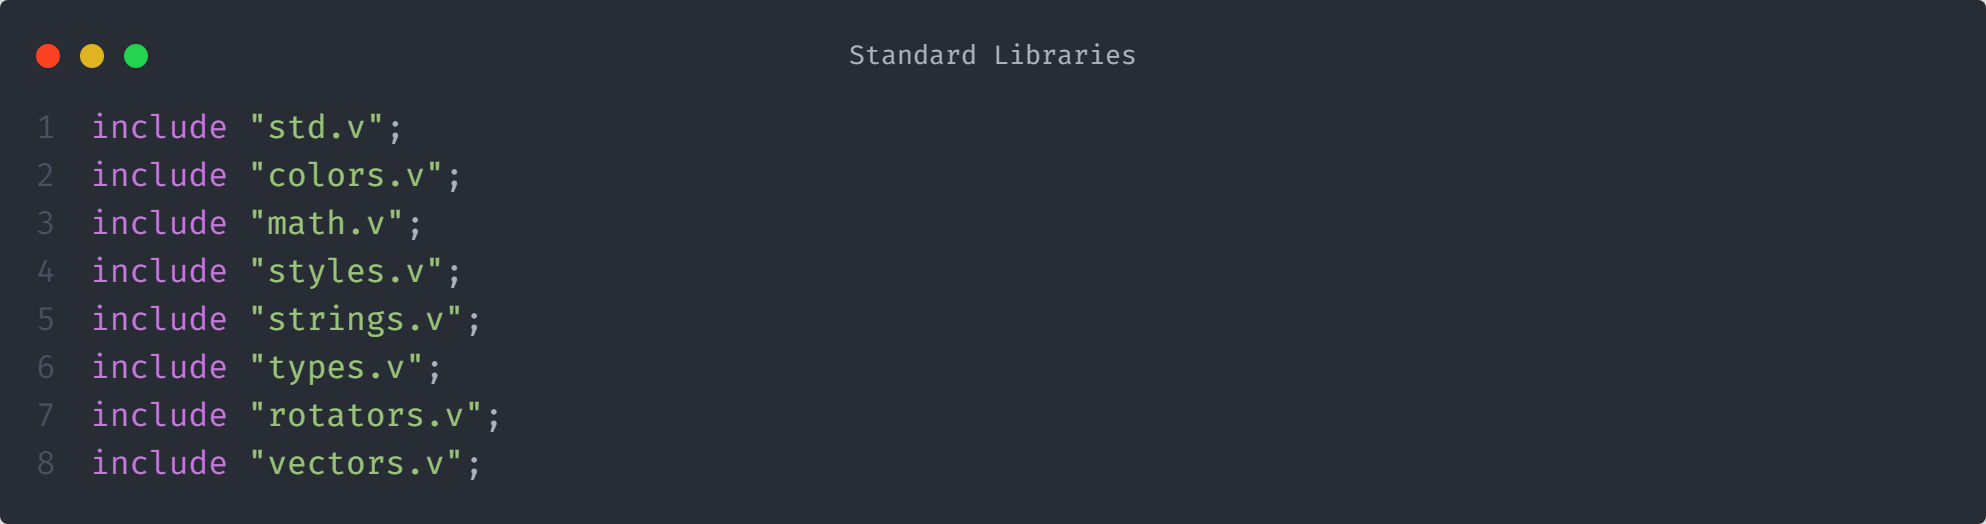 Standard Libraries
1 include "std.v";
2 include "colors.v";
3 include "math.v";
4 include "styles.v";
5 include "strings.v";
6 include "types.v";
7 include "rotators.v";
8 include "vectors.v";